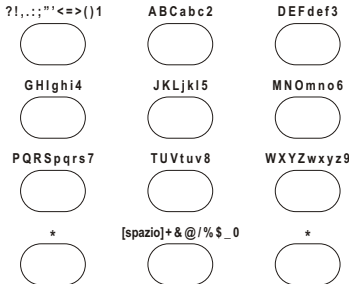 ?!,.:;"'<=>()1 ABCabc2 DEFdef3
GHIghi4 JKLjkl5 MNOmno6
PQRSpqrs7 TUVtuv8 WXYZwxyz9
* [spazio]+&@/%$_0 *